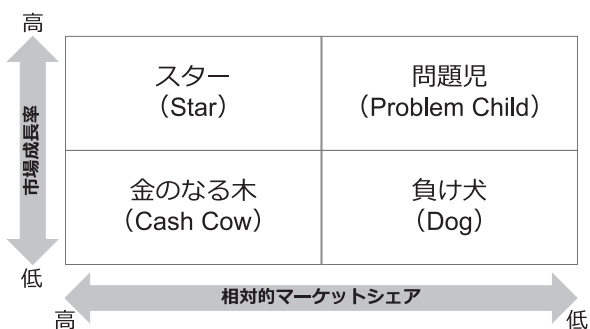 高
スター
（Star）
問題児
（Problem Child）
市場成長率
金のなる木
（Cash Cow）
負け犬
（Dog）
低
相対的マーケットシェア
高
低